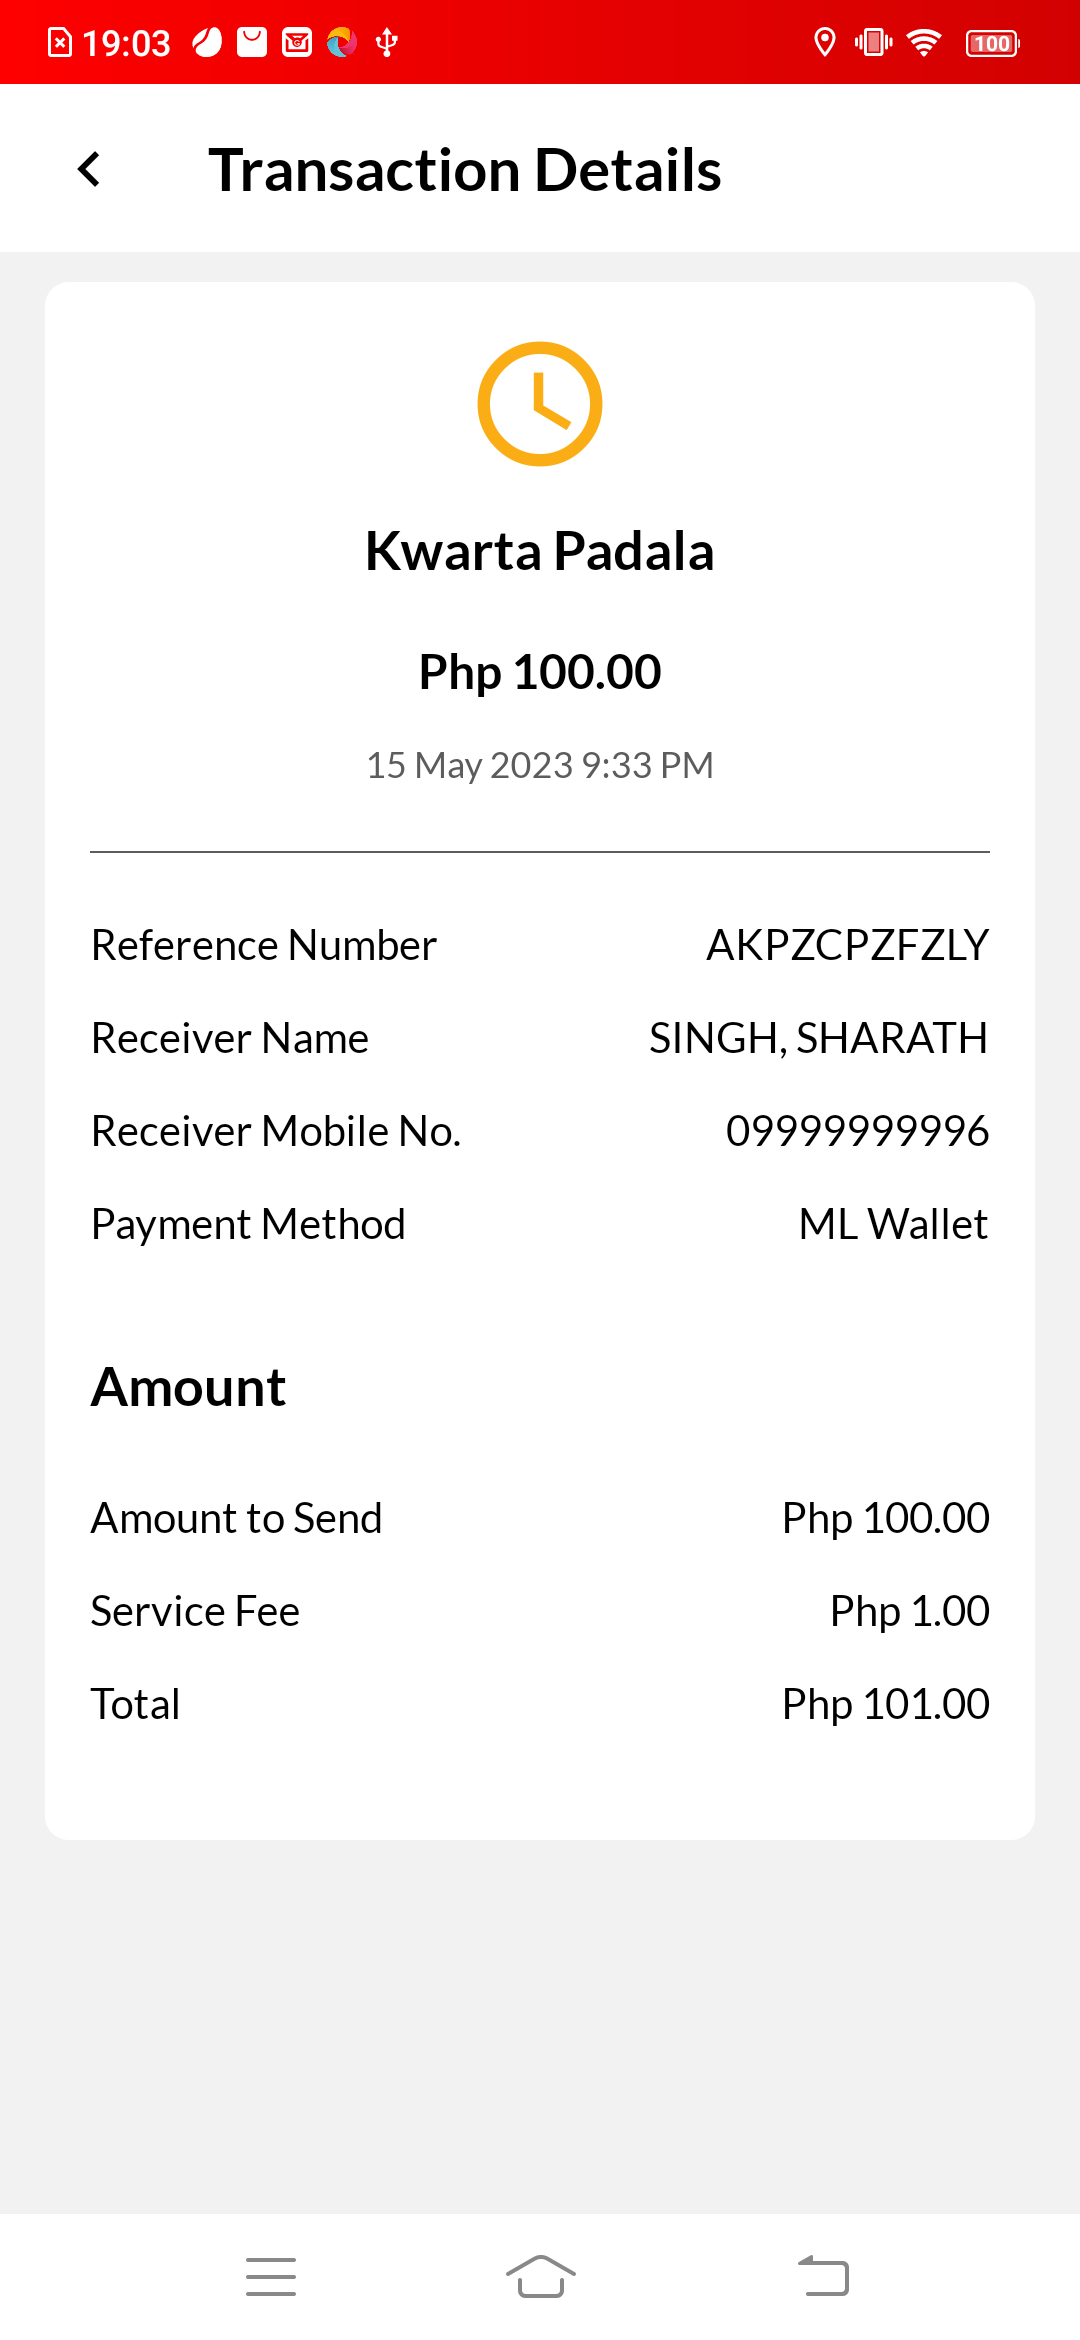 19:03
100
Transaction Details
Kwarta Padala
Php 100.00
15 May 2023 9:33 PM
Reference Number AKPZCPZFZLY
Receiver Name SINGH, SHARATH
Receiver Mobile No. 09999999996
Payment Method ML Wallet
Amount
Amount to Send Php 100.00
Service Fee Php 1.00
Total Php 101.00